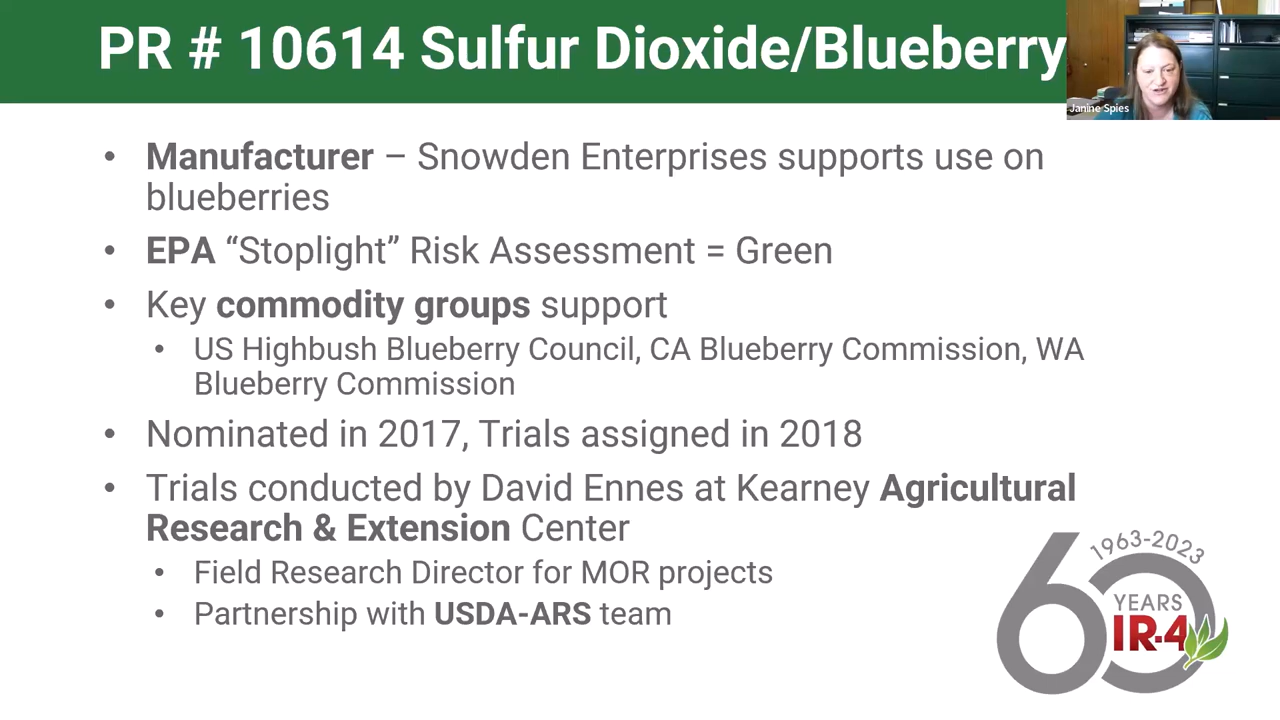 PR # 10614 Sulfur Dioxide/Blueberry
Janine Spies
• Manufacturer – Snowden Enterprises supports use on
blueberries
• EPA “Stoplight” Risk Assessment = Green
• Key commodity groups support
• US Highbush Blueberry Council, CA Blueberry Commission, WA
Blueberry Commission
• Nominated in 2017, Trials assigned in 2018
• Trials conducted by David Ennes at Kearney Agricultural
Research & Extension Center
• Field Research Director for MOR projects
• Partnership with USDA-ARS team
1963-2023
60
YEARS
IR-4